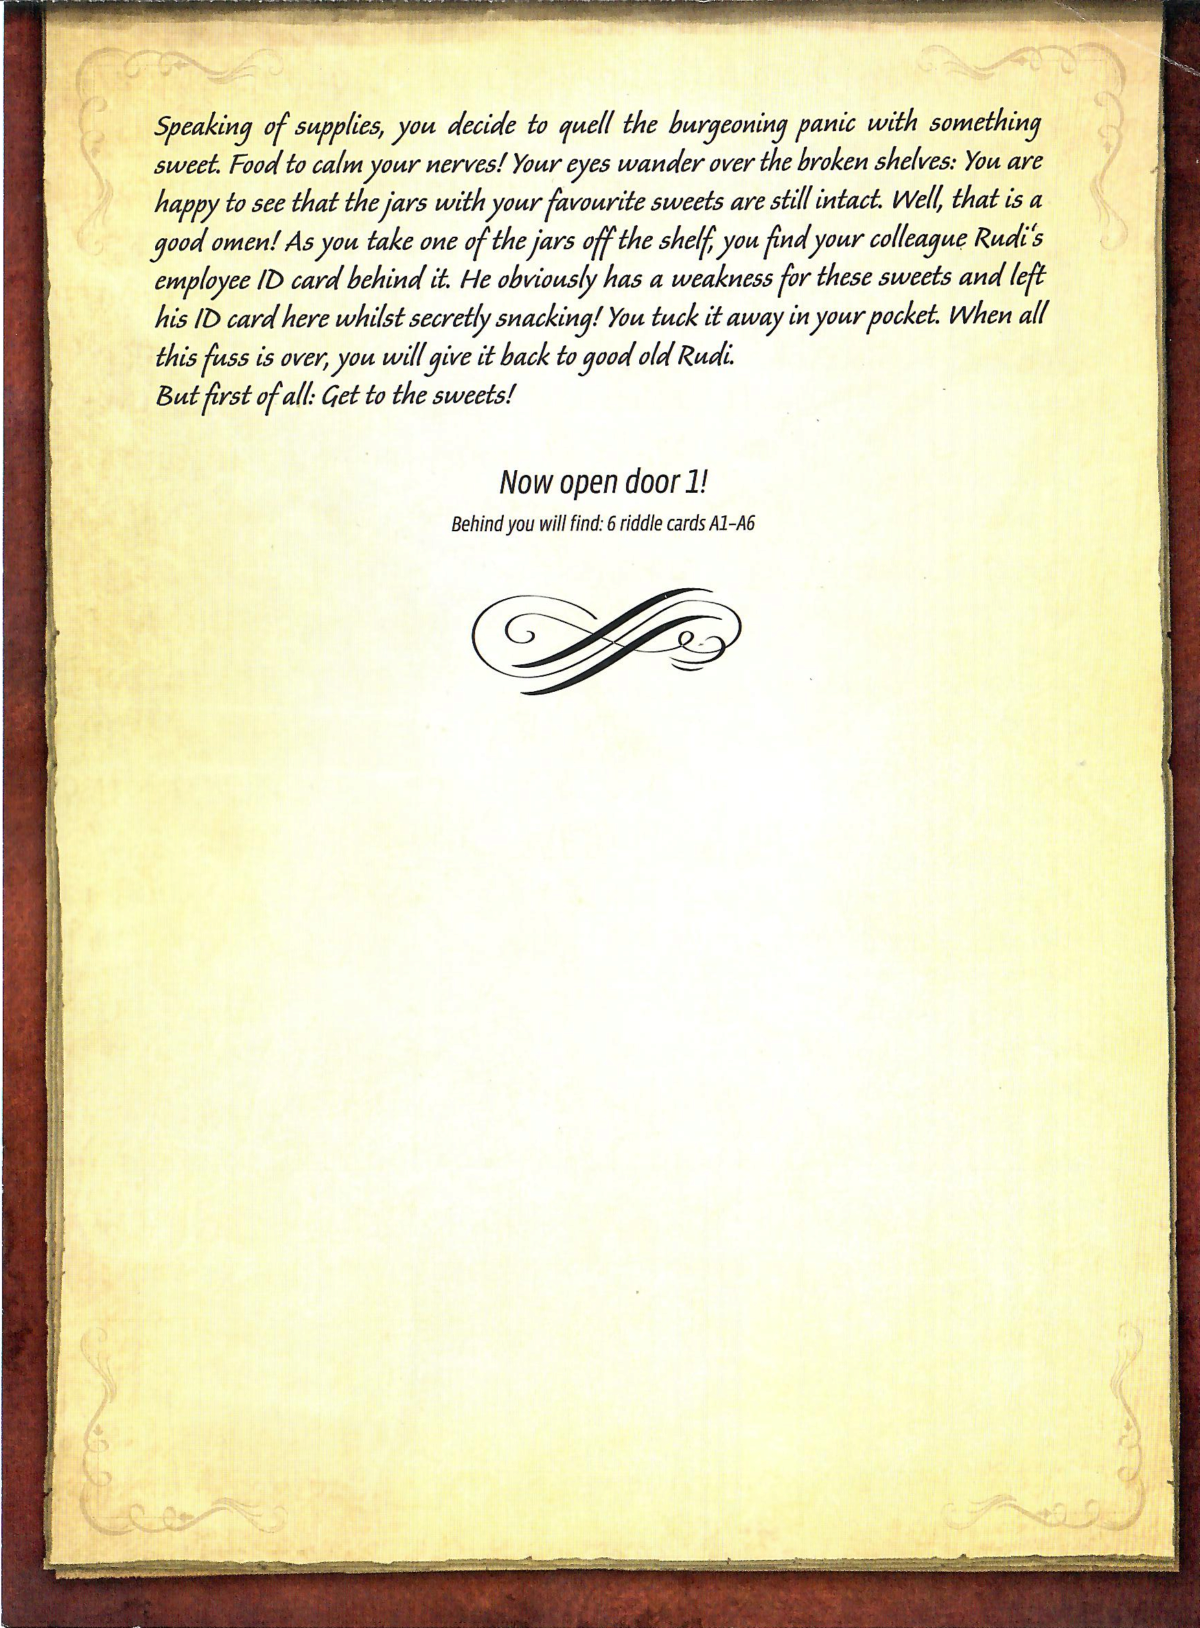 Speaking of supplies, you decide to quell the burgeoning panic with something
sweet. Food to calm your nerves! Your eyes wander over the broken shelves: You are
happy to see that the jars with your favourite sweets are still intact. Well, that is a
good omen! As you take one of the jars off the shelf, you find your colleague Rudi‘s
employee ID card behind it. He obviously has a weakness for these sweets and left
his ID card here whilst secretly snacking! You tuck it away in your pocket. When all
this fuss is over, you will give it back to good old Rudi.
But first of all: Get to the sweets!
Now open door 1!
Behind you will find: 6 riddle cards A1–A6